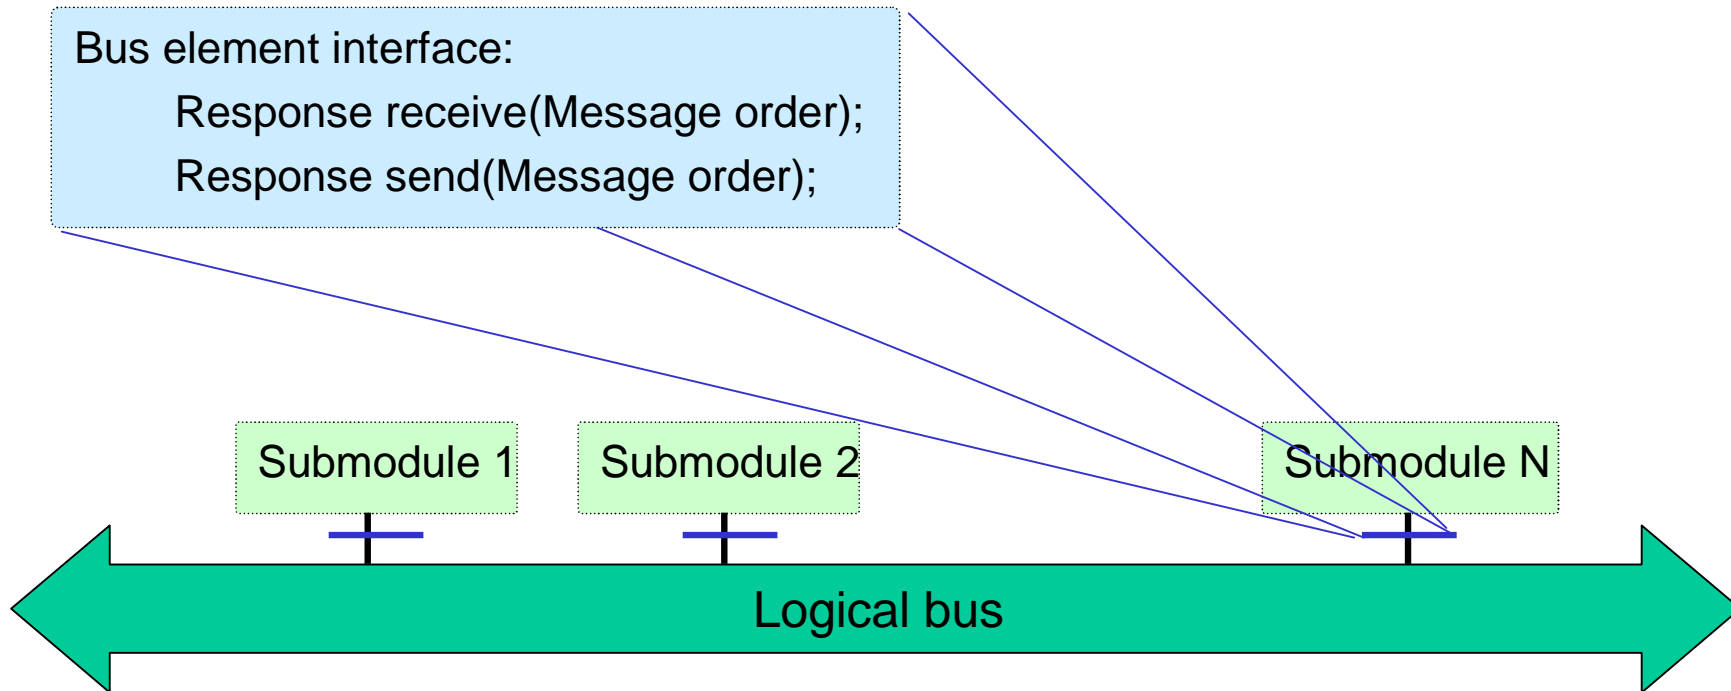 Bus element interface:
Response receive(Message order);
Response send(Message order);
Submodule 1
Submodule 2
Submodule N
Logical bus